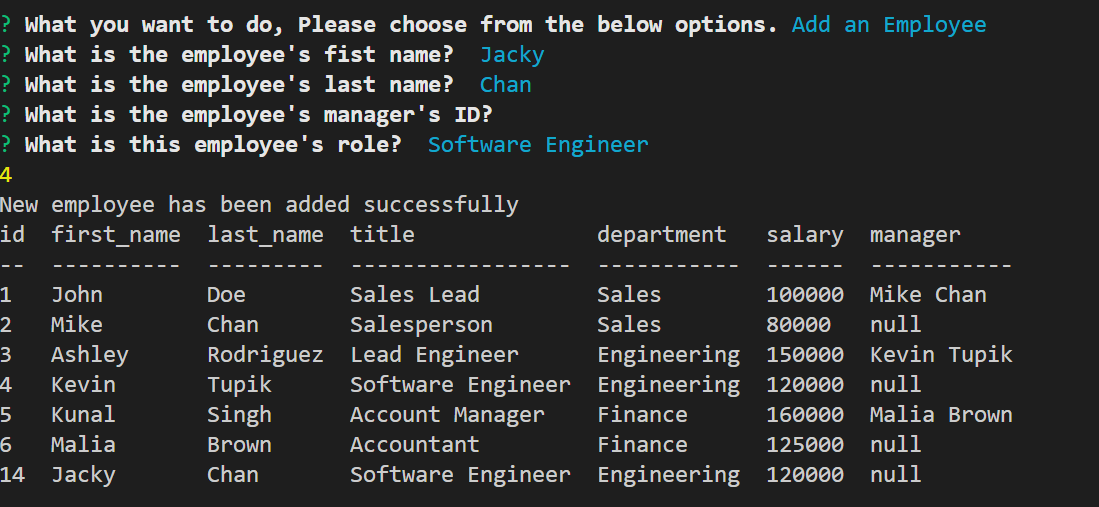 ? What you want to do, Please choose from the below options. Add an Employee
? What is the employee's fist name?  Jacky
? What is the employee's last name?  Chan
? What is the employee's manager's ID?
? What is this employee's role?  Software Engineer
4
New employee has been added successfully
id  first_name  last_name  title              department   salary  manager
--  ----------  ---------  -----------------  -----------  ------  -----------
1   John        Doe        Sales Lead         Sales        100000  Mike Chan
2   Mike        Chan       Salesperson        Sales        80000   null
3   Ashley      Rodriguez  Lead Engineer      Engineering  150000  Kevin Tupik
4   Kevin       Tupik      Software Engineer  Engineering  120000  null
5   Kunal       Singh      Account Manager    Finance      160000  Malia Brown
6   Malia       Brown      Accountant         Finance      125000  null
14  Jacky       Chan       Software Engineer  Engineering  120000  null